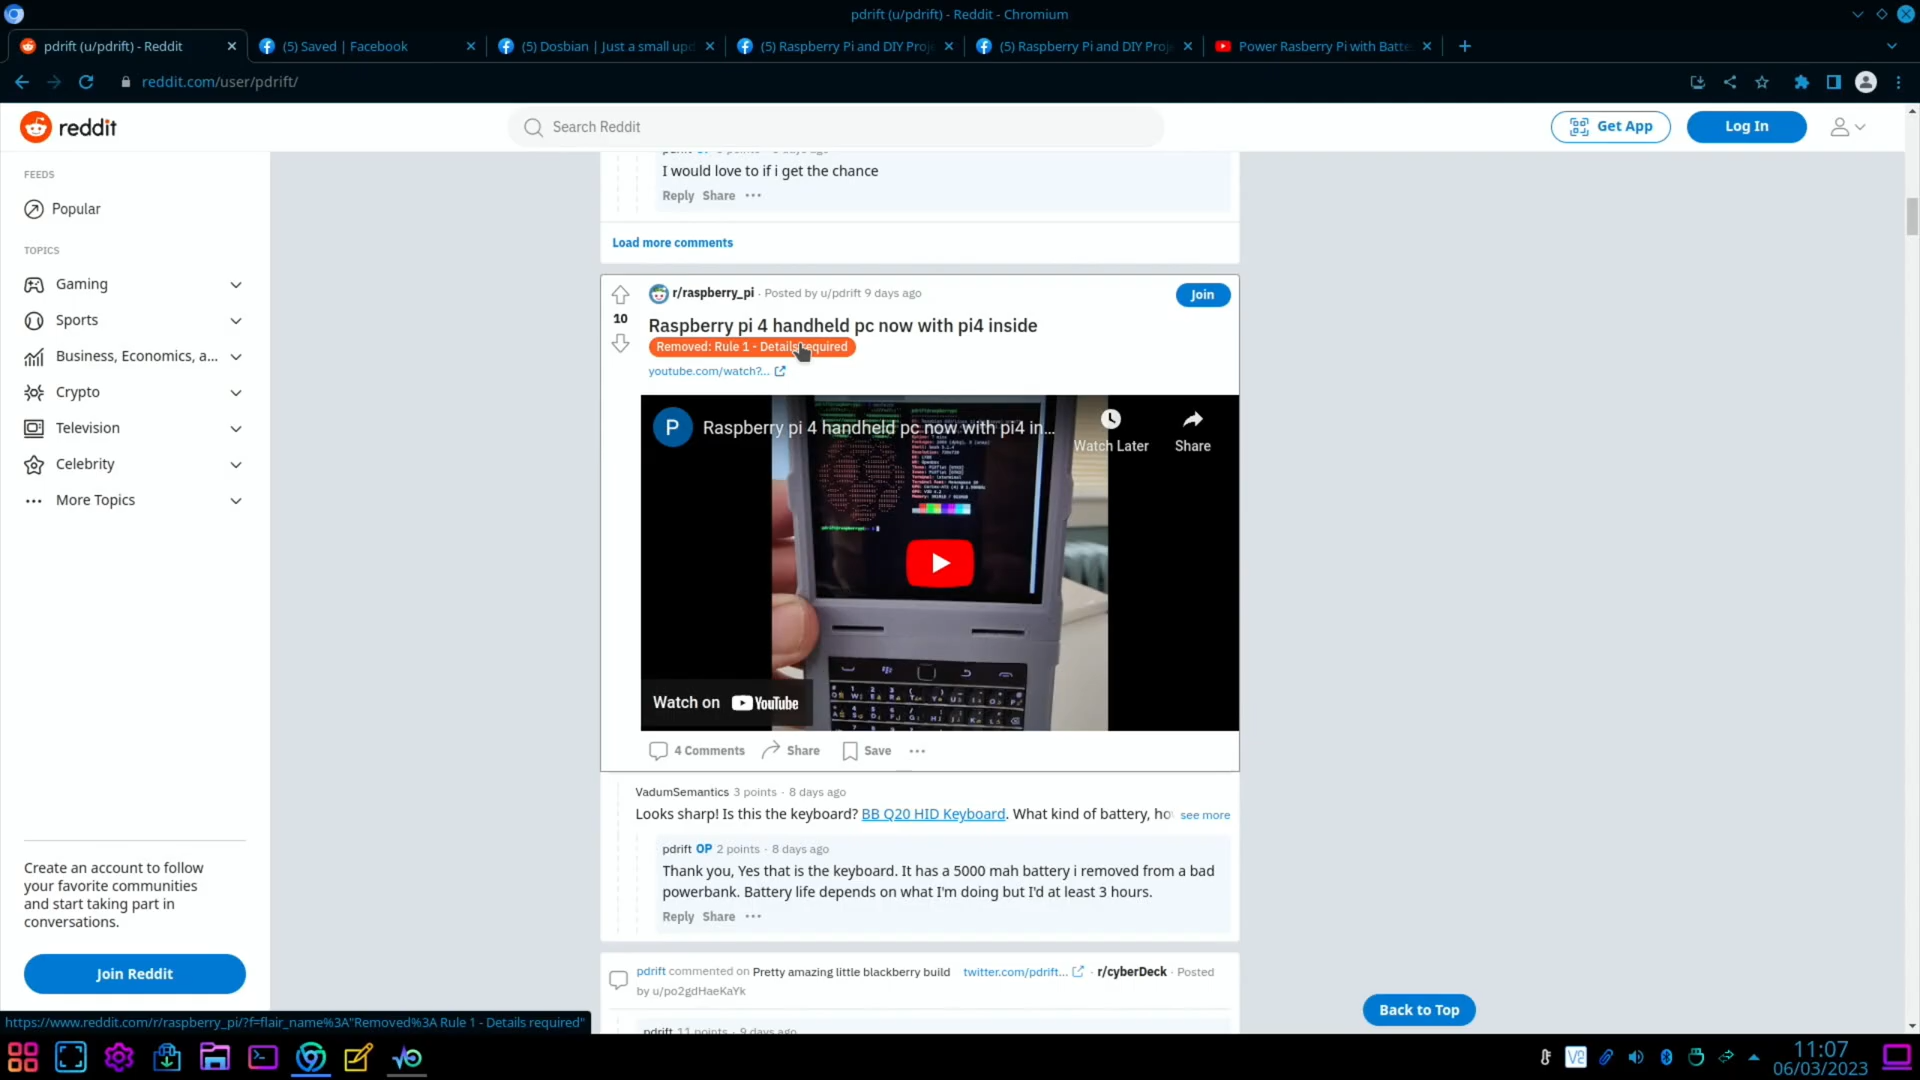 pdrift (u/pdrift) - Reddit - Chromium
pdrift (u/pdrift) - Reddit
(5) Saved | Facebook
(5) Dosbian | Just a small upd
(5) Raspberry Pi and DIY Proj
(5) Raspberry Pi and DIY Proj
Power Rasberry Pi with Batte
reddit.com/user/pdrift/
reddit
Search Reddit
Get App
Log In
FEEDS
Popular
TOPICS
Gaming
Sports
Business, Economics, a...
Crypto
Television
Celebrity
More Topics
Create an account to follow
your favorite communities
and start taking part in
conversations.
Join Reddit
I would love to if i get the chance
Reply Share ...
Load more comments
r/raspberry_pi · Posted by u/pdrift 9 days ago
Join
10
Raspberry pi 4 handheld pc now with pi4 inside
Removed: Rule 1 - Details required
youtube.com/watch?...
P
Raspberry pi 4 handheld pc now with pi4 in...
Watch Later
Share
Watch on YouTube
4 Comments Share Save ...
VadumSemantics 3 points · 8 days ago
Looks sharp! Is this the keyboard? BB Q20 HID Keyboard. What kind of battery, ho see more
pdrift OP 2 points · 8 days ago
Thank you, Yes that is the keyboard. It has a 5000 mah battery i removed from a bad
powerbank. Battery life depends on what I'm doing but I'd at least 3 hours.
Reply Share ...
pdrift commented on Pretty amazing little blackberry build twitter.com/pdrift... · r/cyberDeck · Posted
by u/po2gdHaeKaYk
pdrift 11 points · 9 days ago
Back to Top
https://www.reddit.com/r/raspberry_pi/?f=flair_name%3A"Removed%3A Rule 1 - Details required"
11:07
06/03/2023